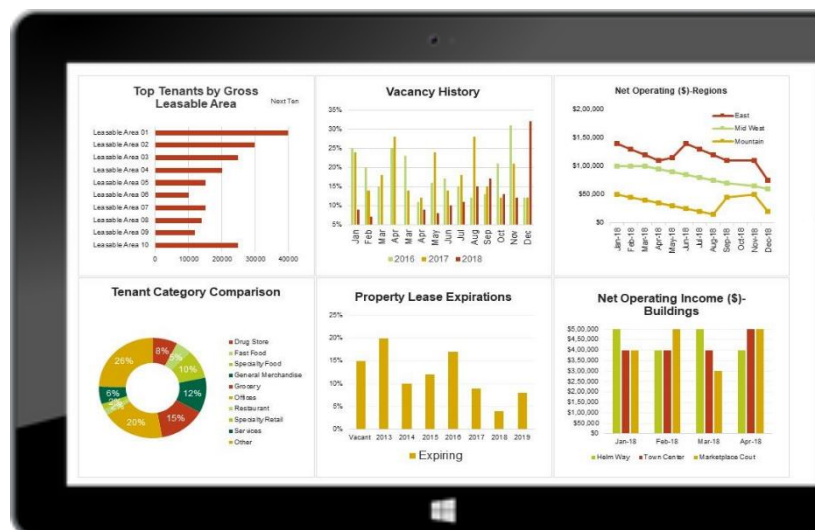 Top Tenants by Gross
Leasable Area
Next Ten
Leasable Area 01
Leasable Area 02
Leasable Area 03
Leasable Area 04
Leasable Area 05
Leasable Area 06
Leasable Area 07
Leasable Area 08
Leasable Area 09
Leasable Area 10
0 10000 20000 30000 40000
Vacancy History
35%
30%
25%
20%
15%
10%
5%
Jan Feb Mar Apr Mar Apr May Jun Jul Aug Sep Oct Nov Dec
2016 2017 2018
Net Operating ($)-Regions
$2,00,000
$1,50,000
$1,00,000
$50,000
$0
East
Mid West
Mountain
Jan-18 Feb-18 Mar-18 Apr-18 May-18 Jun-18 Jul-18 Aug-18 Sep-18 Oct-18 Nov-18 Dec-18
Tenant Category Comparison
8%
5%
10%
12%
15%
20%
2%
2%
6%
26%
Drug Store
Fast Food
Specialty Food
General Merchandise
Grocery
Offices
Restaurant
Specialty Retail
Services
Other
Property Lease Expirations
25%
20%
15%
10%
5%
0%
Vacant 2013 2014 2015 2016 2017 2018 2019
Expiring
Net Operating Income ($)-
Buildings
$5,00,000
$4,50,000
$4,00,000
$3,50,000
$3,00,000
$2,50,000
$2,00,000
$1,50,000
$1,00,000
$50,000
$0
Jan-18 Feb-18 Mar-18 Apr-18
Helm Way Town Center Marketplace Cout